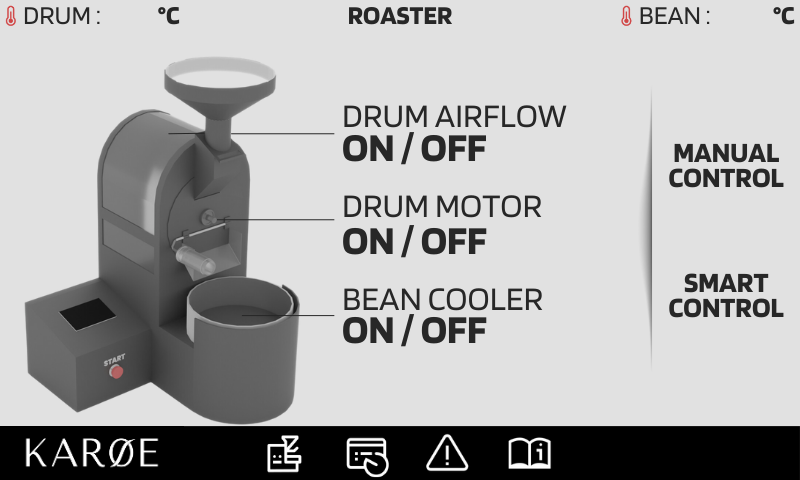 DRUM : °C
ROASTER
BEAN : °C
DRUM AIRFLOW
ON / OFF
DRUM MOTOR
ON / OFF
BEAN COOLER
ON / OFF
MANUAL
CONTROL
SMART
CONTROL
START
KARØE